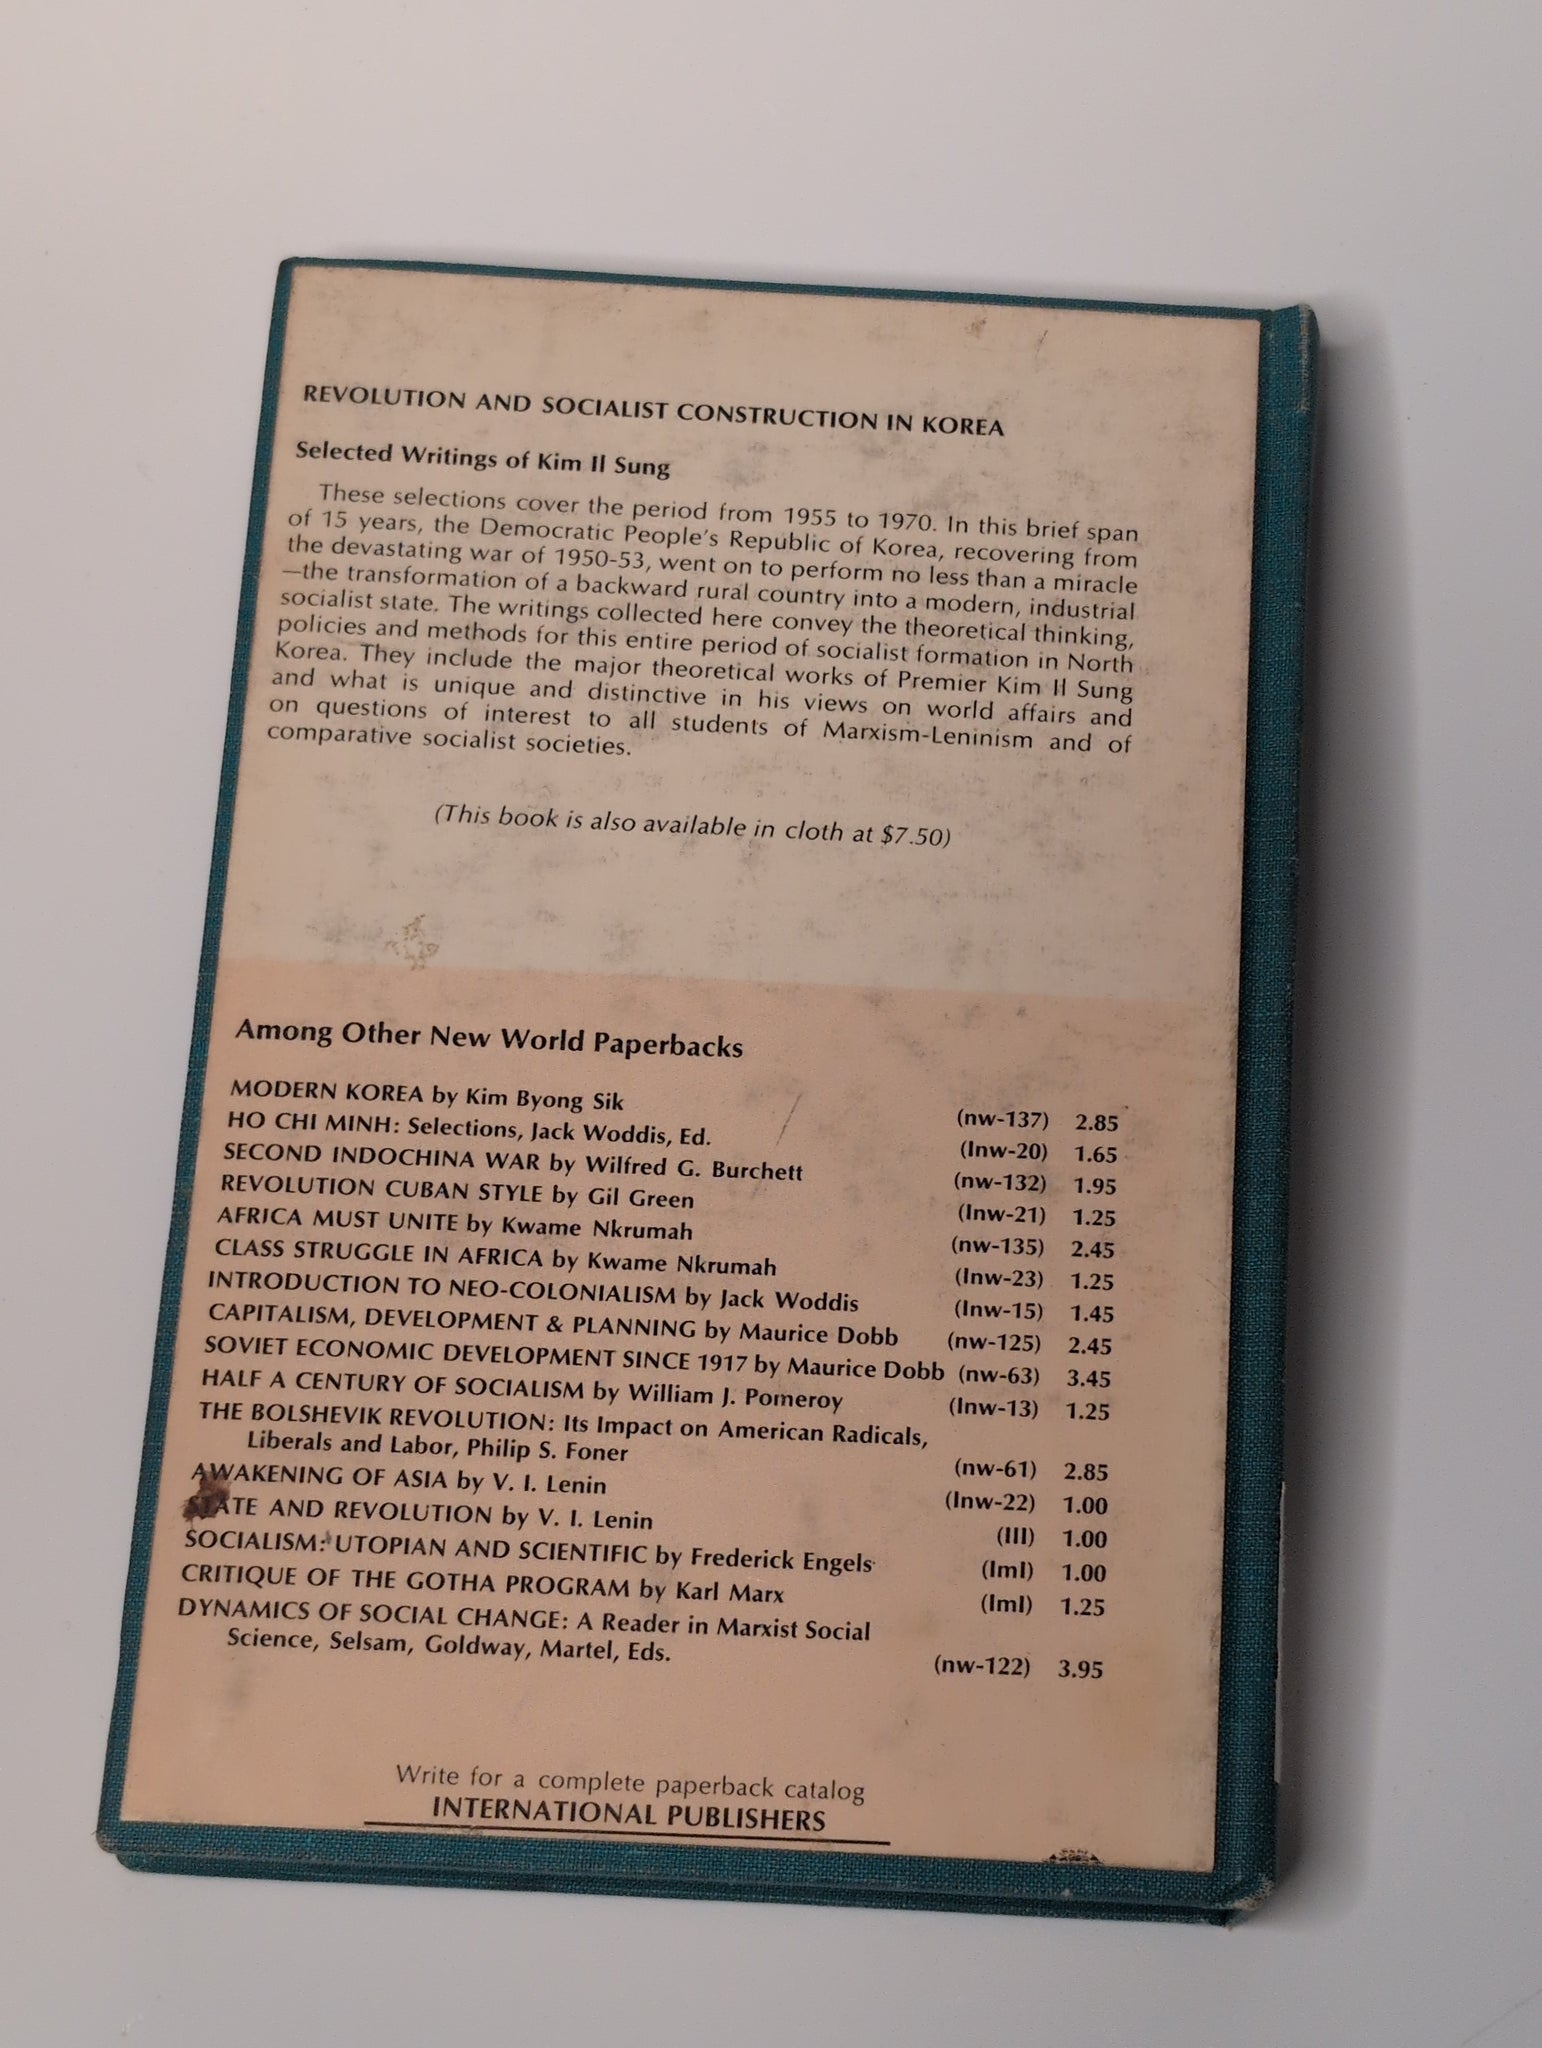 REVOLUTION AND SOCIALIST CONSTRUCTION IN KOREA
Selected Writings of Kim Il Sung
These selections cover the period from 1955 to 1970. In this brief span
of 15 years, the Democratic People's Republic of Korea, recovering from
the devastating war of 1950-53, went on to perform no less than a miracle
—the transformation of a backward rural country into a modern, industrial
socialist state. The writings collected here convey the theoretical thinking,
policies and methods for this entire period of socialist formation in North
Korea. They include the major theoretical works of Premier Kim Il Sung
and what is unique and distinctive in his views on world affairs and
on questions of interest to all students of Marxism-Leninism and of
comparative socialist societies.
(This book is also available in cloth at $7.50)
Among Other New World Paperbacks
MODERN KOREA by Kim Byong Sik (nw-137) 2.85
HO CHI MINH: Selections, Jack Woddis, Ed. (lnw-20) 1.65
SECOND INDOCHINA WAR by Wilfred G. Burchett (nw-132) 1.95
REVOLUTION CUBAN STYLE by Gil Green (lnw-21) 1.25
AFRICA MUST UNITE by Kwame Nkrumah (nw-135) 2.45
CLASS STRUGGLE IN AFRICA by Kwame Nkrumah (lnw-23) 1.25
INTRODUCTION TO NEO-COLONIALISM by Jack Woddis (lnw-15) 1.45
CAPITALISM, DEVELOPMENT & PLANNING by Maurice Dobb (nw-125) 2.45
SOVIET ECONOMIC DEVELOPMENT SINCE 1917 by Maurice Dobb (nw-63) 3.45
HALF A CENTURY OF SOCIALISM by William J. Pomeroy (lnw-13) 1.25
THE BOLSHEVIK REVOLUTION: Its Impact on American Radicals,
Liberals and Labor, Philip S. Foner (nw-61) 2.85
AWAKENING OF ASIA by V. I. Lenin (lnw-22) 1.00
STATE AND REVOLUTION by V. I. Lenin (lll) 1.00
SOCIALISM: UTOPIAN AND SCIENTIFIC by Frederick Engels (lml) 1.00
CRITIQUE OF THE GOTHA PROGRAM by Karl Marx (lml) 1.25
DYNAMICS OF SOCIAL CHANGE: A Reader in Marxist Social
Science, Selsam, Goldway, Martel, Eds. (nw-122) 3.95
Write for a complete paperback catalog
INTERNATIONAL PUBLISHERS